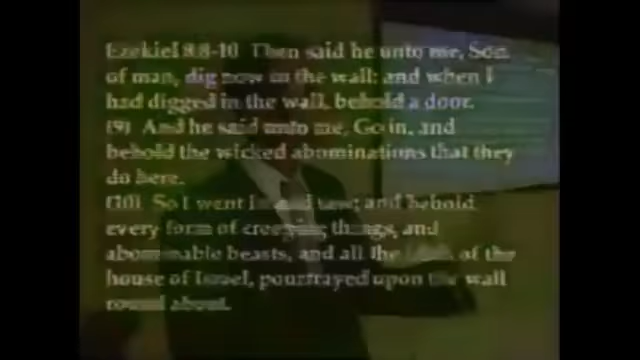 Ezekiel 8:8-10 Then said he unto me, Son
of man, dig now in the wall: and when I
had digged in the wall, behold a door.
(9) And he said unto me, Go in, and
behold the wicked abominations that they
do here.
(10) So I went in and saw; and behold
every form of creeping things, and
abominable beasts, and all the idols of the
house of Israel, pourtrayed upon the wall
round about.